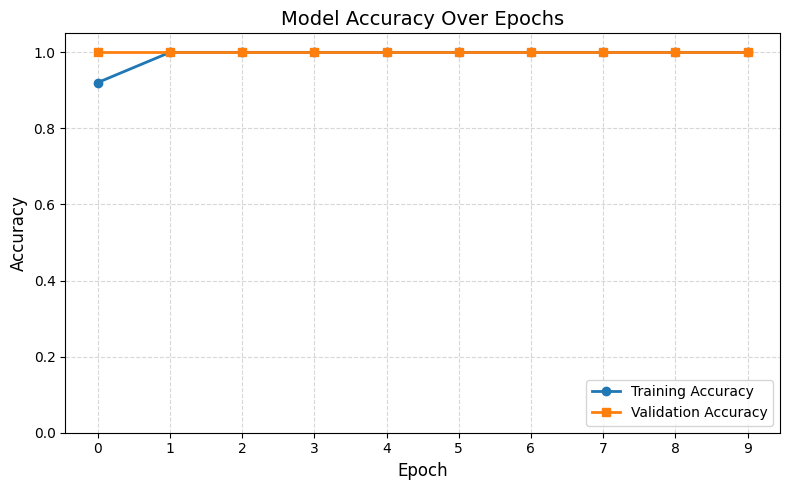 Model Accuracy Over Epochs
Accuracy
1.0
0.8
0.6
0.4
0.2
0.0
0 1 2 3 4 5 6 7 8 9
Epoch
Training Accuracy
Validation Accuracy